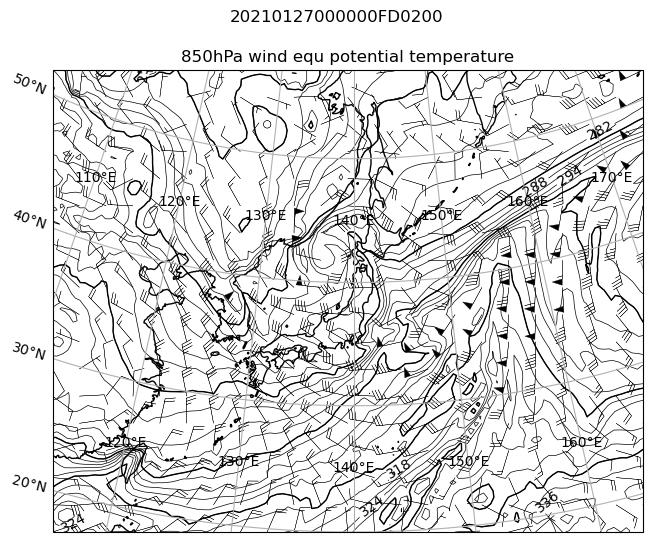 20210127000000FD0200
850hPa wind equ potential temperature
50°N
282
288
294
110°E
170°E
120°E
160°E
130°E
150°E
140°E
40°N
30°N
120°E
160°E
130°E
150°E
140°E
318
20°N
336
324
324